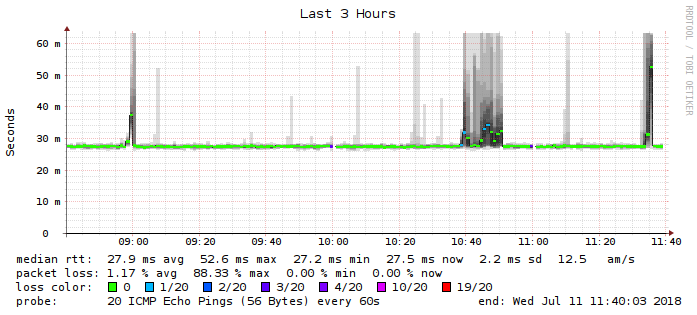 Last 3 Hours
RRDTOOL / TOBI OETIKER
Seconds
60 m
50 m
40 m
30 m
20 m
10 m
0
09:00 09:20 09:40 10:00 10:20 10:40 11:00 11:20 11:40
median rtt: 27.9 ms avg 52.6 ms max 27.2 ms min 27.5 ms now 2.2 ms sd 12.5 am/s
packet loss: 1.17 % avg 88.33 % max 0.00 % min 0.00 % now
loss color: 0 1/20 2/20 3/20 4/20 10/20 19/20
probe: 20 ICMP Echo Pings (56 Bytes) every 60s end: Wed Jul 11 11:40:03 2018